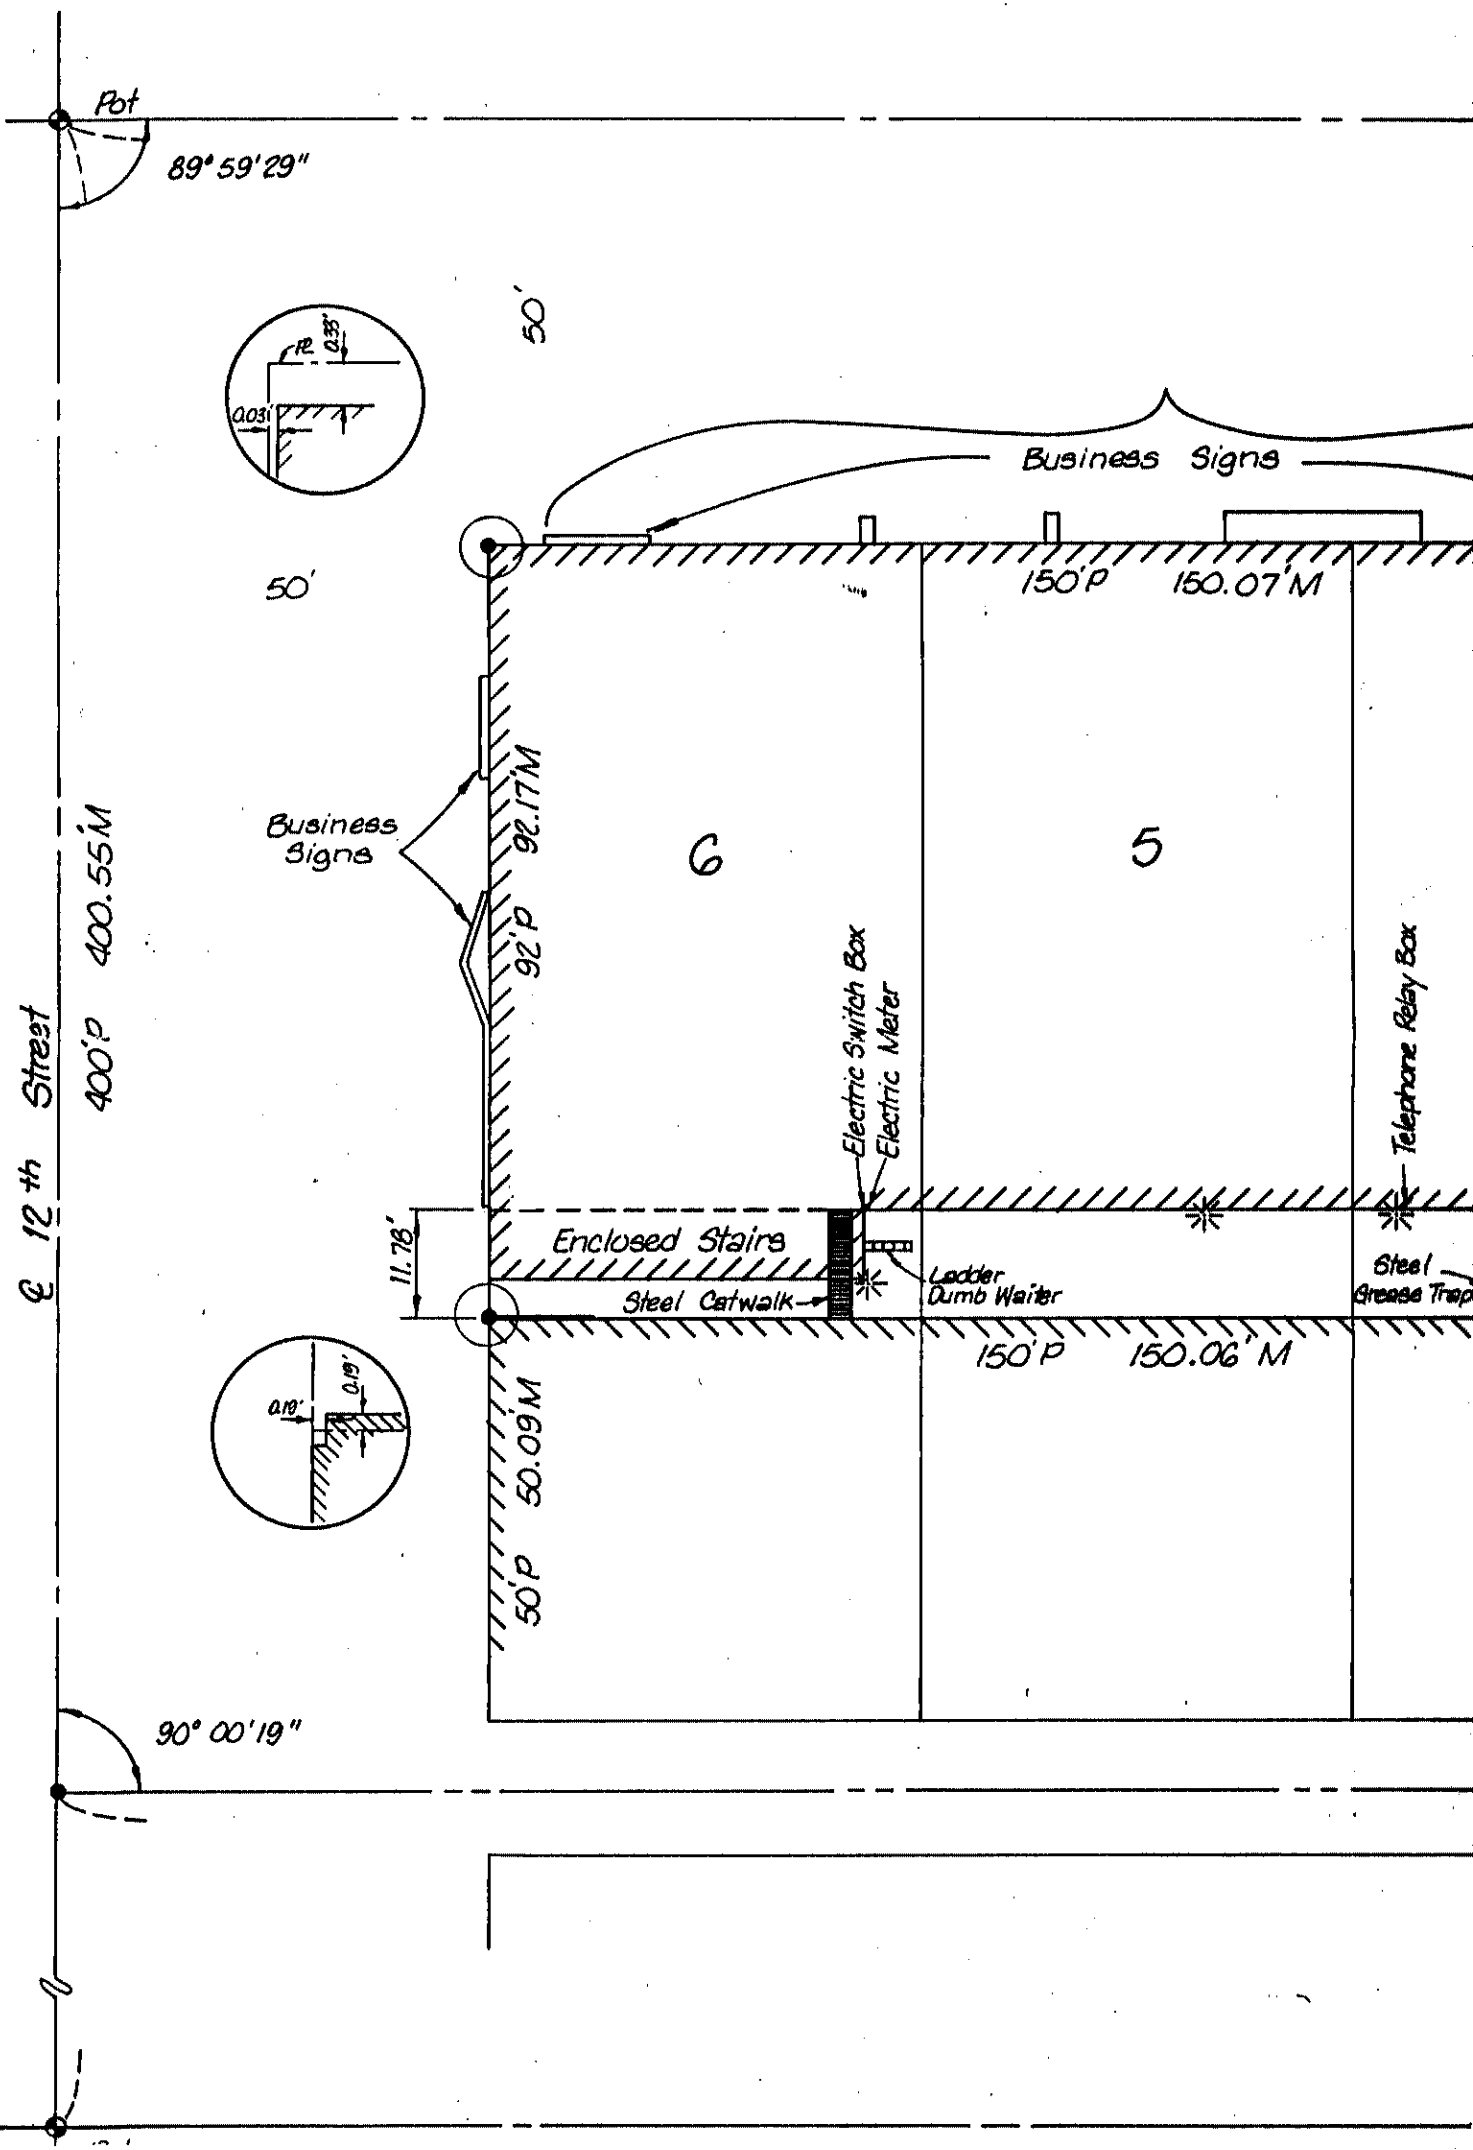 Pot
89° 59' 29"
50'
PL
0.33'
0.03'
Business Signs
50'
150'P 150.07'M
92'P 92.17'M
Business
Signs
6
5
400'P 400.55'M
℄ 12th Street
Electric Switch Box
Electric Meter
Telephone Relay Box
11.78'
Enclosed Stairs
Steel Catwalk
Ladder
Dumb Waiter
Steel
Grease Trap
150'P 150.06'M
0.19'
0.19'
50'P 50.09'M
90° 00' 19"